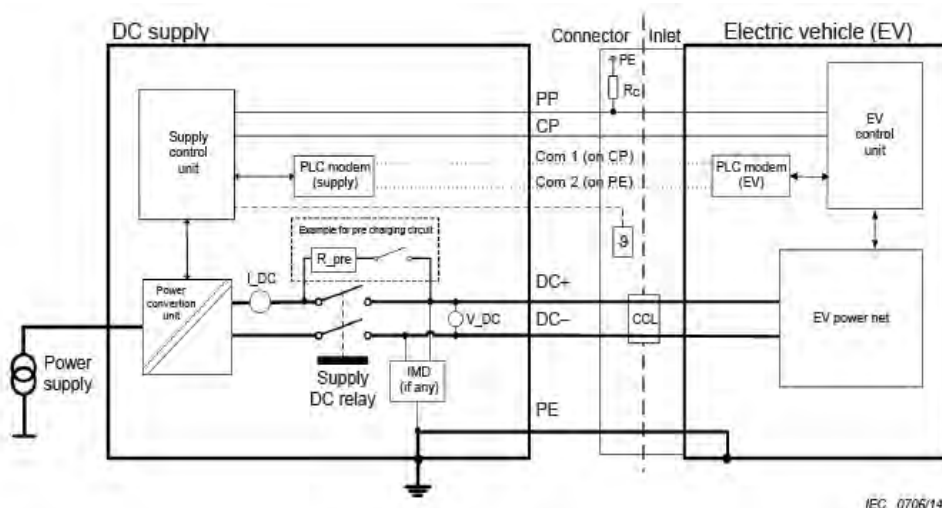 DC supply
Connector
Inlet
Electric vehicle (EV)
PE
Rc
PP
CP
Supply
control
unit
EV
control
unit
PLC modem
(supply)
Com 1 (on CP)
Com 2 (on PE)
PLC modem
(EV)
Example for pre charging circuit
R_pre
ϑ
I_DC
Power
convertion
unit
DC+
DC–
V_DC
CCL
EV power net
Power
supply
Supply
DC relay
IMD
(if any)
PE
IEC 0706/14